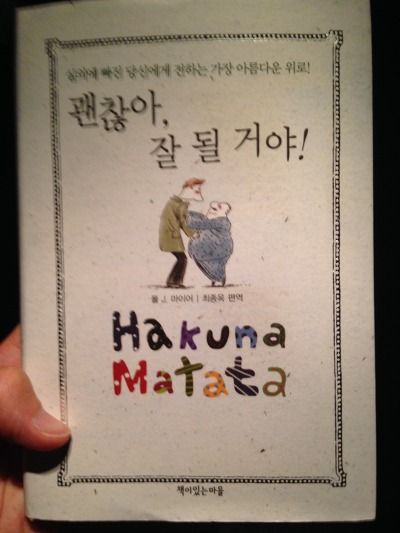 실의에 빠진 당신에게 전하는 가장 아름다운 위로!
괜찮아,
잘 될 거야!
폴 J. 마이어 | 최종옥 편역
Hakuna
Matata
책이있는마을